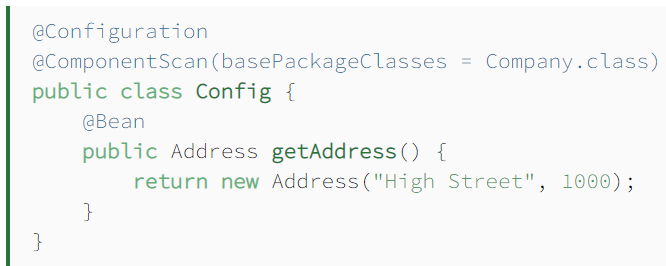 @Configuration
@ComponentScan(basePackageClasses = Company.class)
public class Config {
    @Bean
    public Address getAddress() {
        return new Address("High Street", 1000);
    }
}